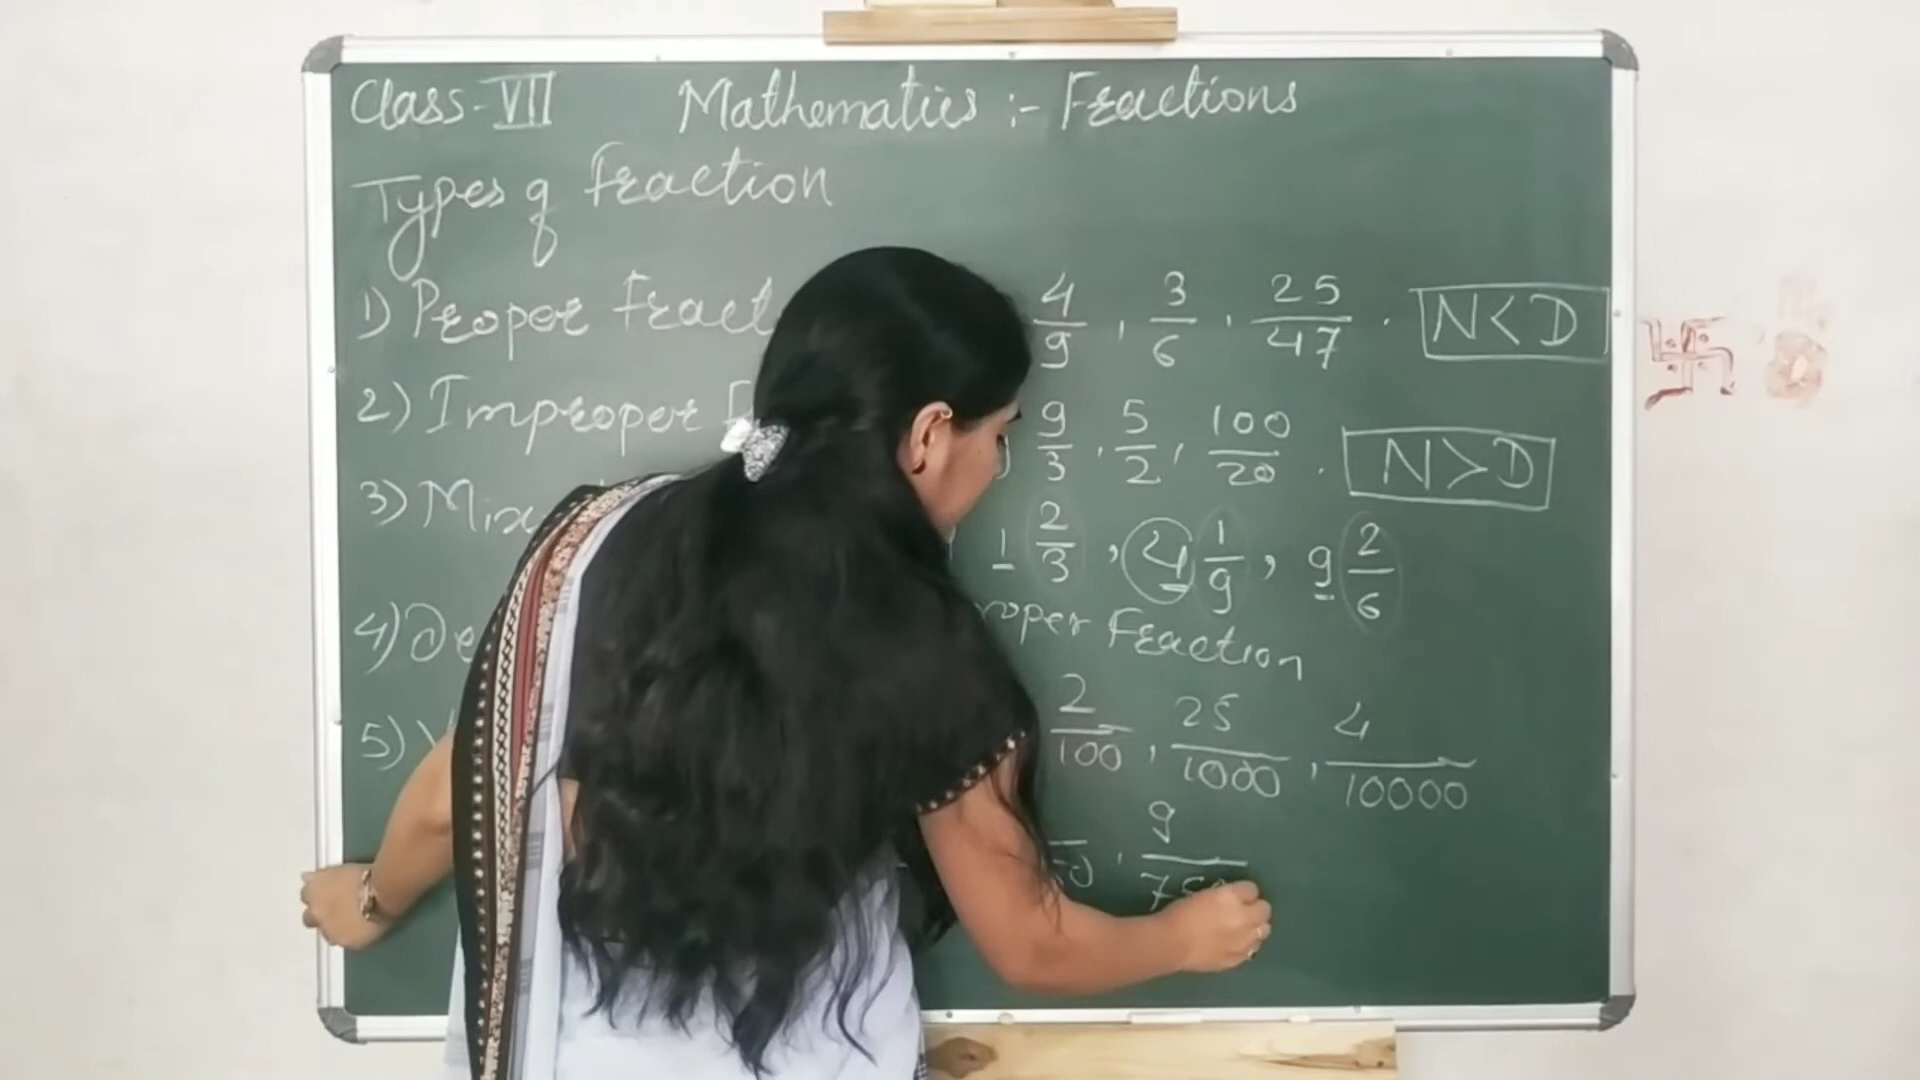 Class-VII Mathematics :- Fractions
Types of Fraction
1) Proper Fract 4/9 , 3/6 , 25/47 . N<D
2) Improper 9/3 , 5/2 , 100/20 . N>D
3) Mix 1 2/3 , 4 1/9 , 9 2/6
4) De roper Fraction
2/100 , 25/1000 , 4/10000
5) , 9/